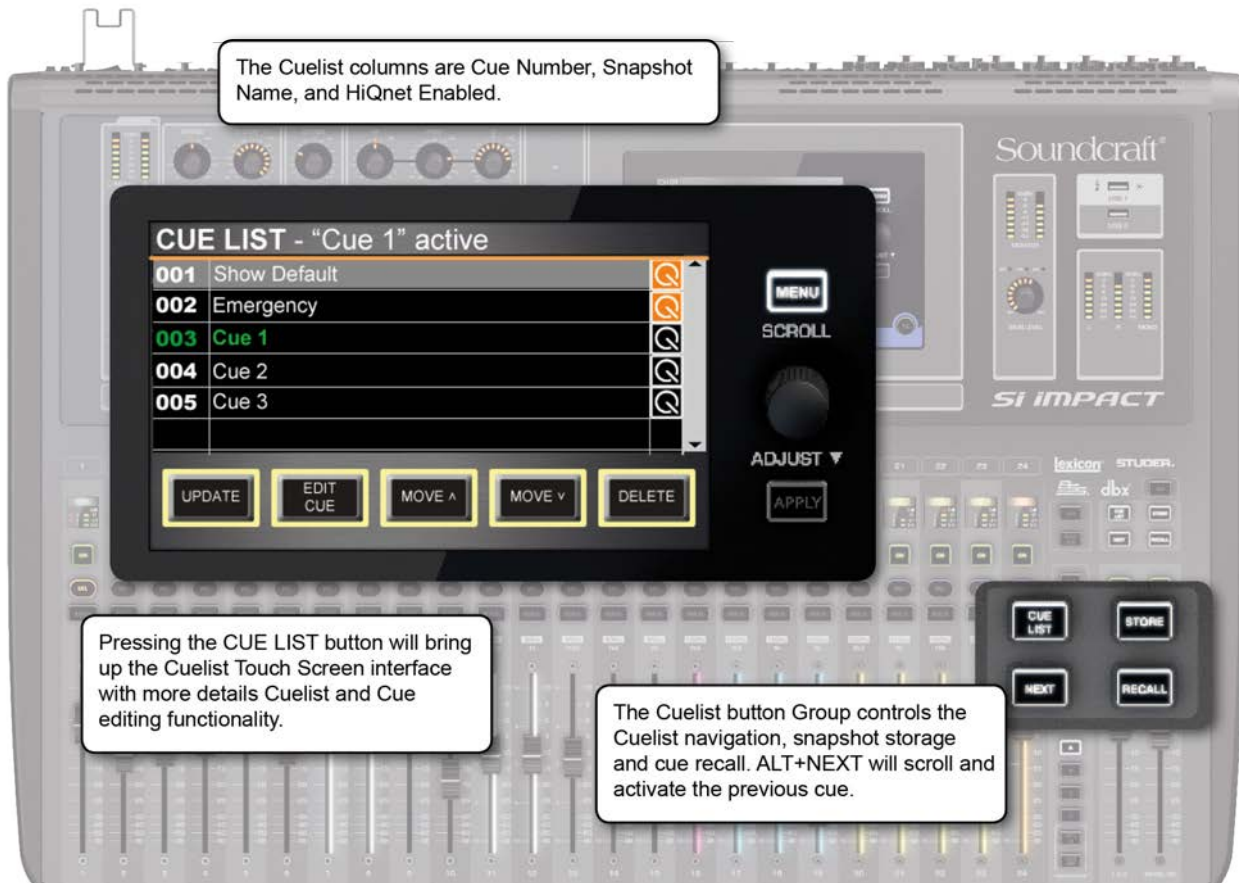 The Cuelist columns are Cue Number, Snapshot
Name, and HiQnet Enabled.
Soundcraft
CUE LIST - “Cue 1” active
001 Show Default
002 Emergency
003 Cue 1
004 Cue 2
005 Cue 3
UPDATE
EDIT
CUE
MOVE ∧
MOVE ∨
DELETE
MENU
SCROLL
ADJUST ▼
APPLY
Si IMPACT
21 22 23 24
lexicon STUDER.
dbx
Pressing the CUE LIST button will bring
up the Cuelist Touch Screen interface
with more details Cuelist and Cue
editing functionality.
CUE
LIST
STORE
NEXT
RECALL
The Cuelist button Group controls the
Cuelist navigation, snapshot storage
and cue recall. ALT+NEXT will scroll and
activate the previous cue.